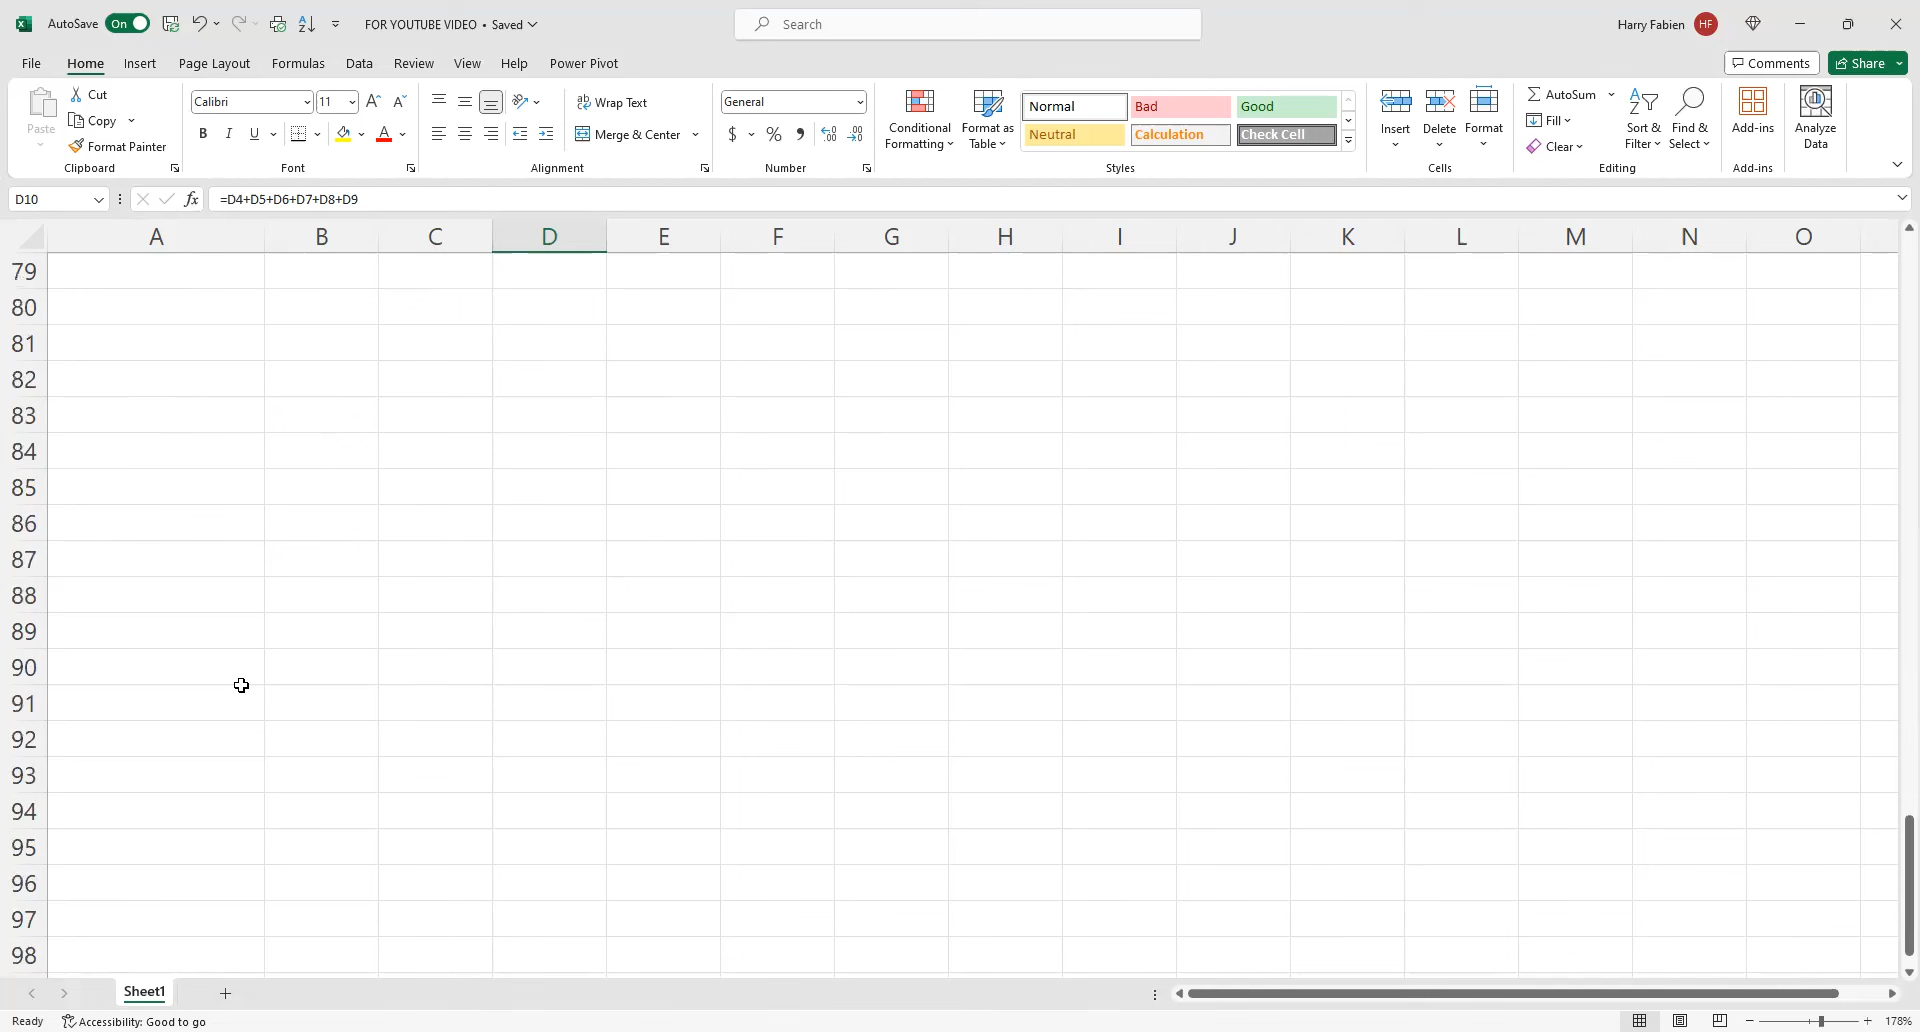 AutoSave On FOR YOUTUBE VIDEO • Saved Search Harry Fabien HF
File Home Insert Page Layout Formulas Data Review View Help Power Pivot Comments Share
Paste
Cut
Copy
Format Painter
Clipboard
Calibri 11
B I U A
Font
Wrap Text
Merge & Center
Alignment
General
$ % , .00
Number
Conditional Formatting
Format as Table
Normal Bad Good
Neutral Calculation Check Cell
Styles
Insert Delete Format
Cells
AutoSum
Fill
Clear
Sort & Filter
Find & Select
Editing
Add-ins
Add-ins
Analyze Data
D10 fx =D4+D5+D6+D7+D8+D9
A B C D E F G H I J K L M N O
79
80
81
82
83
84
85
86
87
88
89
90
91
92
93
94
95
96
97
98
Sheet1 +
Ready Accessibility: Good to go 178%